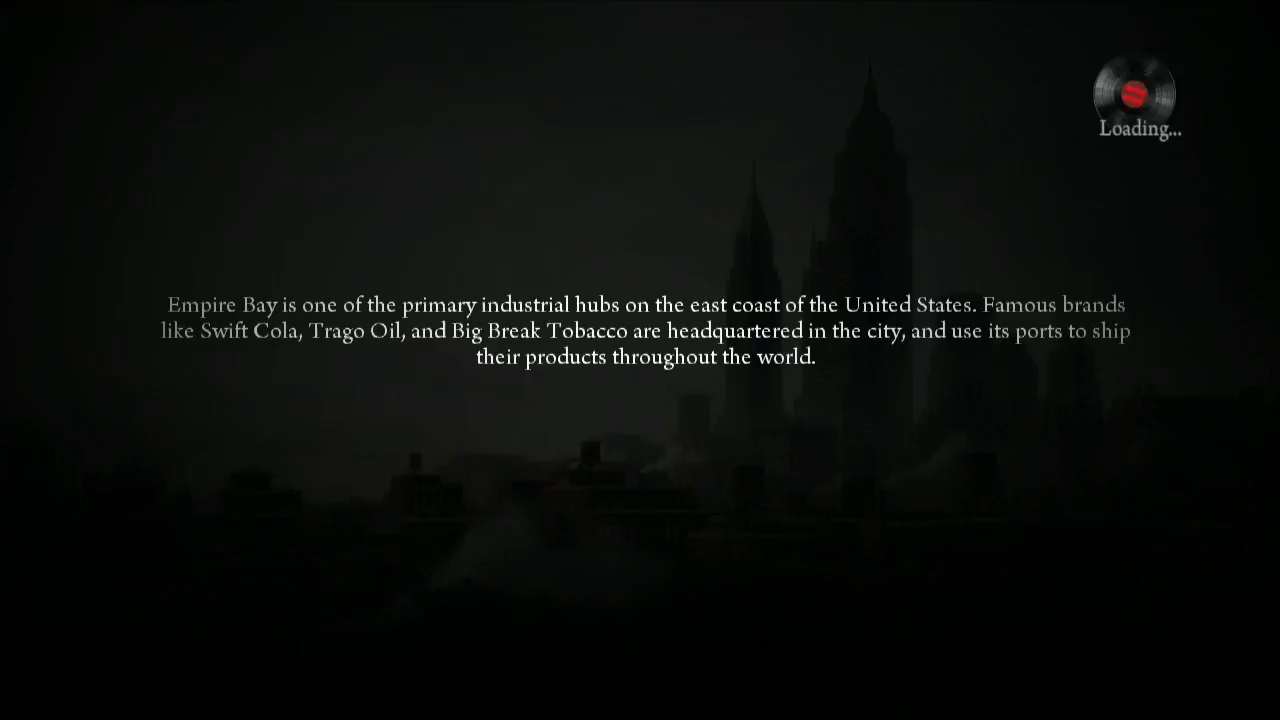 Loading...
Empire Bay is one of the primary industrial hubs on the east coast of the United States. Famous brands
like Swift Cola, Trago Oil, and Big Break Tobacco are headquartered in the city, and use its ports to ship
their products throughout the world.